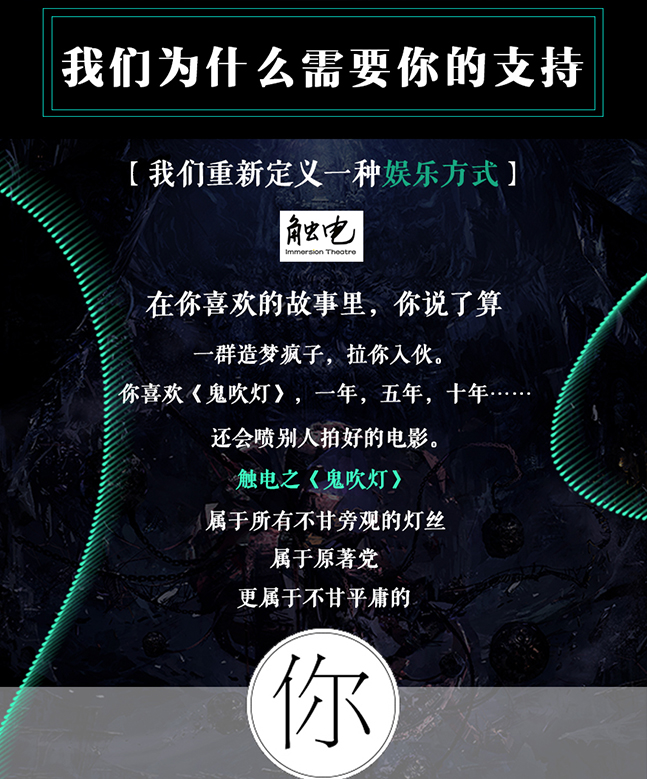 我们为什么需要你的支持
【我们重新定义一种娱乐方式】
触电
Immersion Theatre
在你喜欢的故事里，你说了算
一群造梦疯子，拉你入伙。
你喜欢《鬼吹灯》，一年，五年，十年……
还会喷别人拍好的电影。
触电之《鬼吹灯》
属于所有不甘旁观的灯丝
属于原著党
更属于不甘平庸的
你